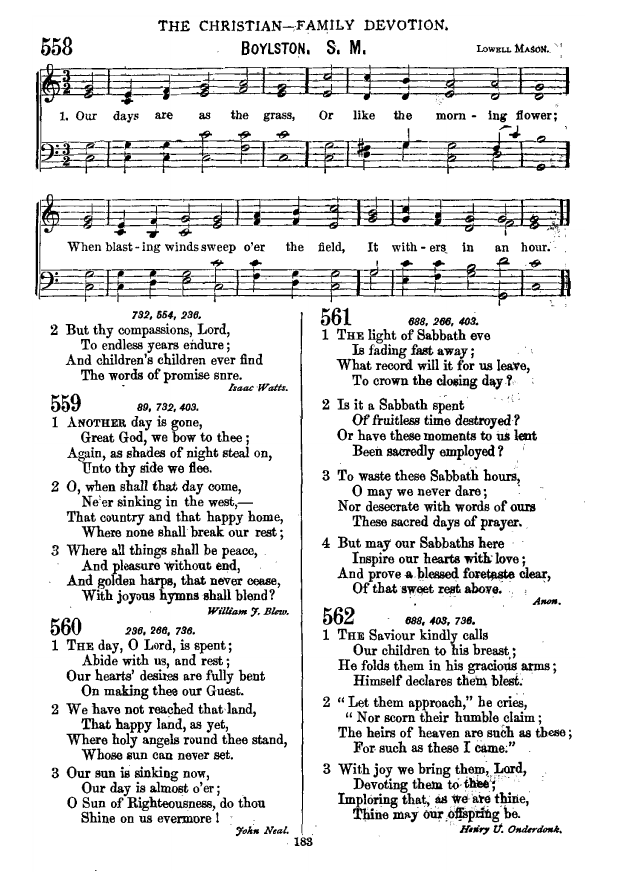 THE CHRISTIAN—FAMILY DEVOTION.
558
BOYLSTON. S. M.
LOWELL MASON.
1. Our days are as the grass, Or like the morn - ing flower;
When blast - ing winds sweep o'er the field, It with - ers in an hour.
732, 554, 236.
2 But thy compassions, Lord,
To endless years endure;
And children's children ever find
The words of promise sure.
Isaac Watts.
559
89, 732, 403.
1 ANOTHER day is gone,
Great God, we bow to thee;
Again, as shades of night steal on,
Unto thy side we flee.
2 O, when shall that day come,
Ne'er sinking in the west,—
That country and that happy home,
Where none shall break our rest;
3 Where all things shall be peace,
And pleasure without end,
And golden harps, that never cease,
With joyous hymns shall blend?
William J. Blew.
560
236, 266, 736.
1 THE day, O Lord, is spent;
Abide with us, and rest;
Our hearts' desires are fully bent
On making thee our Guest.
2 We have not reached that land,
That happy land, as yet,
Where holy angels round thee stand,
Whose sun can never set.
3 Our sun is sinking now,
Our day is almost o'er;
O Sun of Righteousness, do thou
Shine on us evermore!
John Neal.
561
688, 266, 403.
1 THE light of Sabbath eve
Is fading fast away;
What record will it for us leave,
To crown the closing day?
2 Is it a Sabbath spent
Of fruitless time destroyed?
Or have these moments to us lent
Been sacredly employed?
3 To waste these Sabbath hours,
O may we never dare;
Nor desecrate with words of ours
These sacred days of prayer.
4 But may our Sabbaths here
Inspire our hearts with love;
And prove a blessed foretaste clear,
Of that sweet rest above.
Anon.
562
688, 403, 736.
1 THE Saviour kindly calls
Our children to his breast;
He folds them in his gracious arms;
Himself declares them blest.
2 "Let them approach," he cries,
"Nor scorn their humble claim;
The heirs of heaven are such as these;
For such as these I came."
3 With joy we bring them, Lord,
Devoting them to thee;
Imploring that, as we are thine,
Thine may our offspring be.
Henry U. Onderdonk.
183